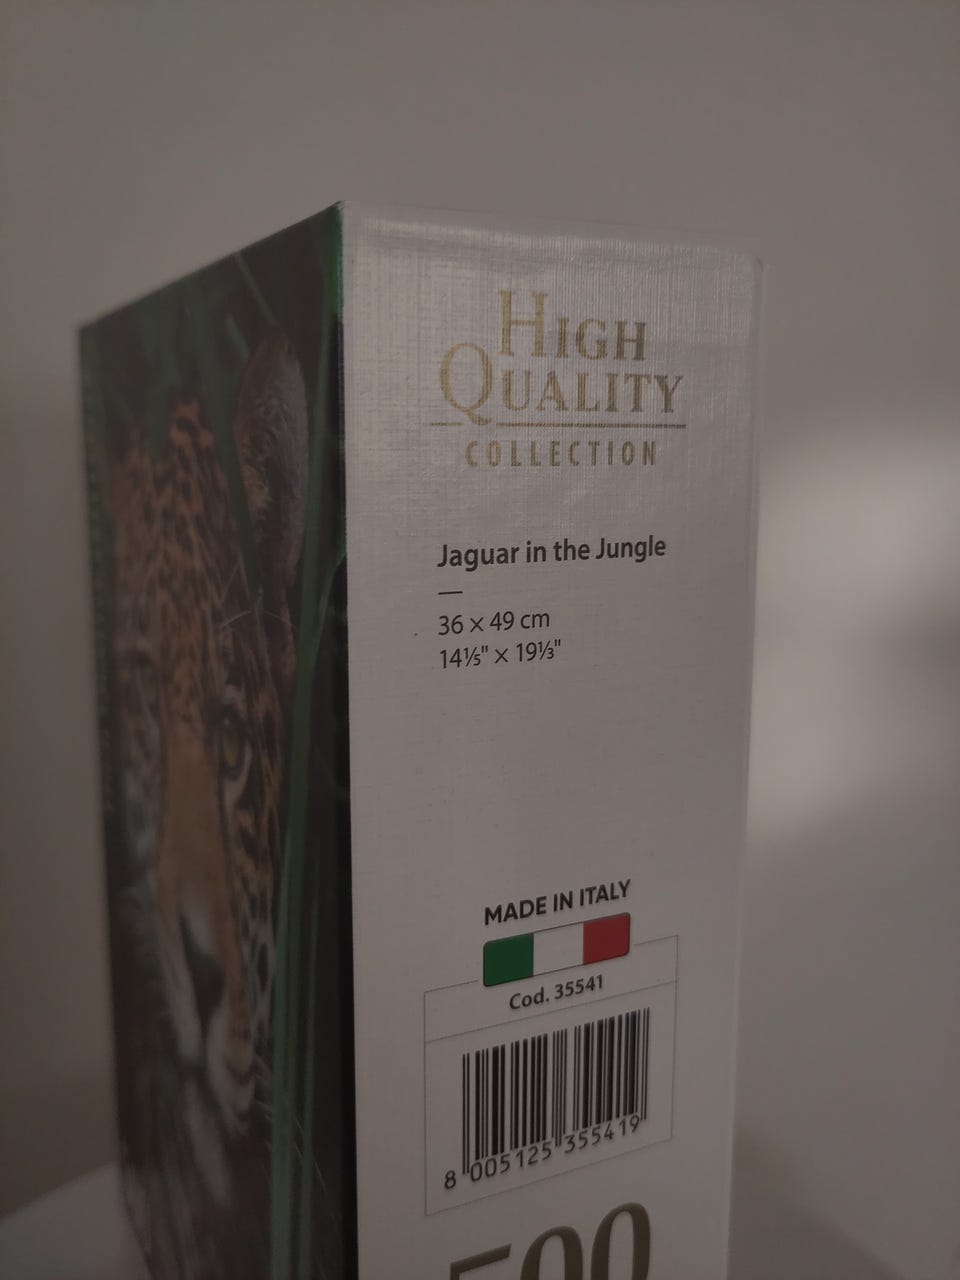 HIGH
QUALITY
COLLECTION
Jaguar in the Jungle
—
36 × 49 cm
14⅕" × 19⅓"
MADE IN ITALY
Cod. 35541
8 005125 355419
500